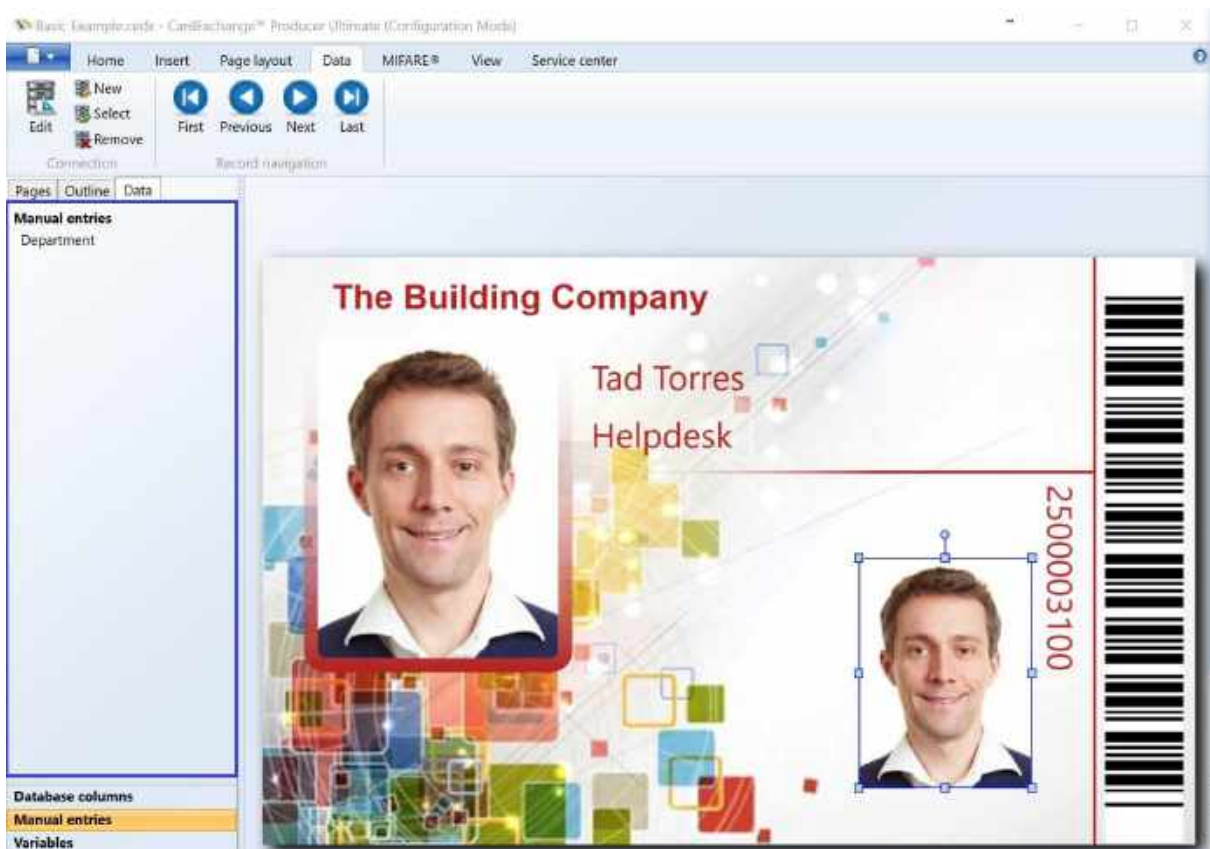 Basic Example.cedx - CardExchange™ Producer Ultimate (Configuration Mode)
Home Insert Page layout Data MIFARE® View Service center
Edit
New
Select
Remove
First Previous Next Last
Connection
Record navigation
Pages Outline Data
Manual entries
Department
The Building Company
Tad Torres
Helpdesk
2500003100
Database columns
Manual entries
Variables